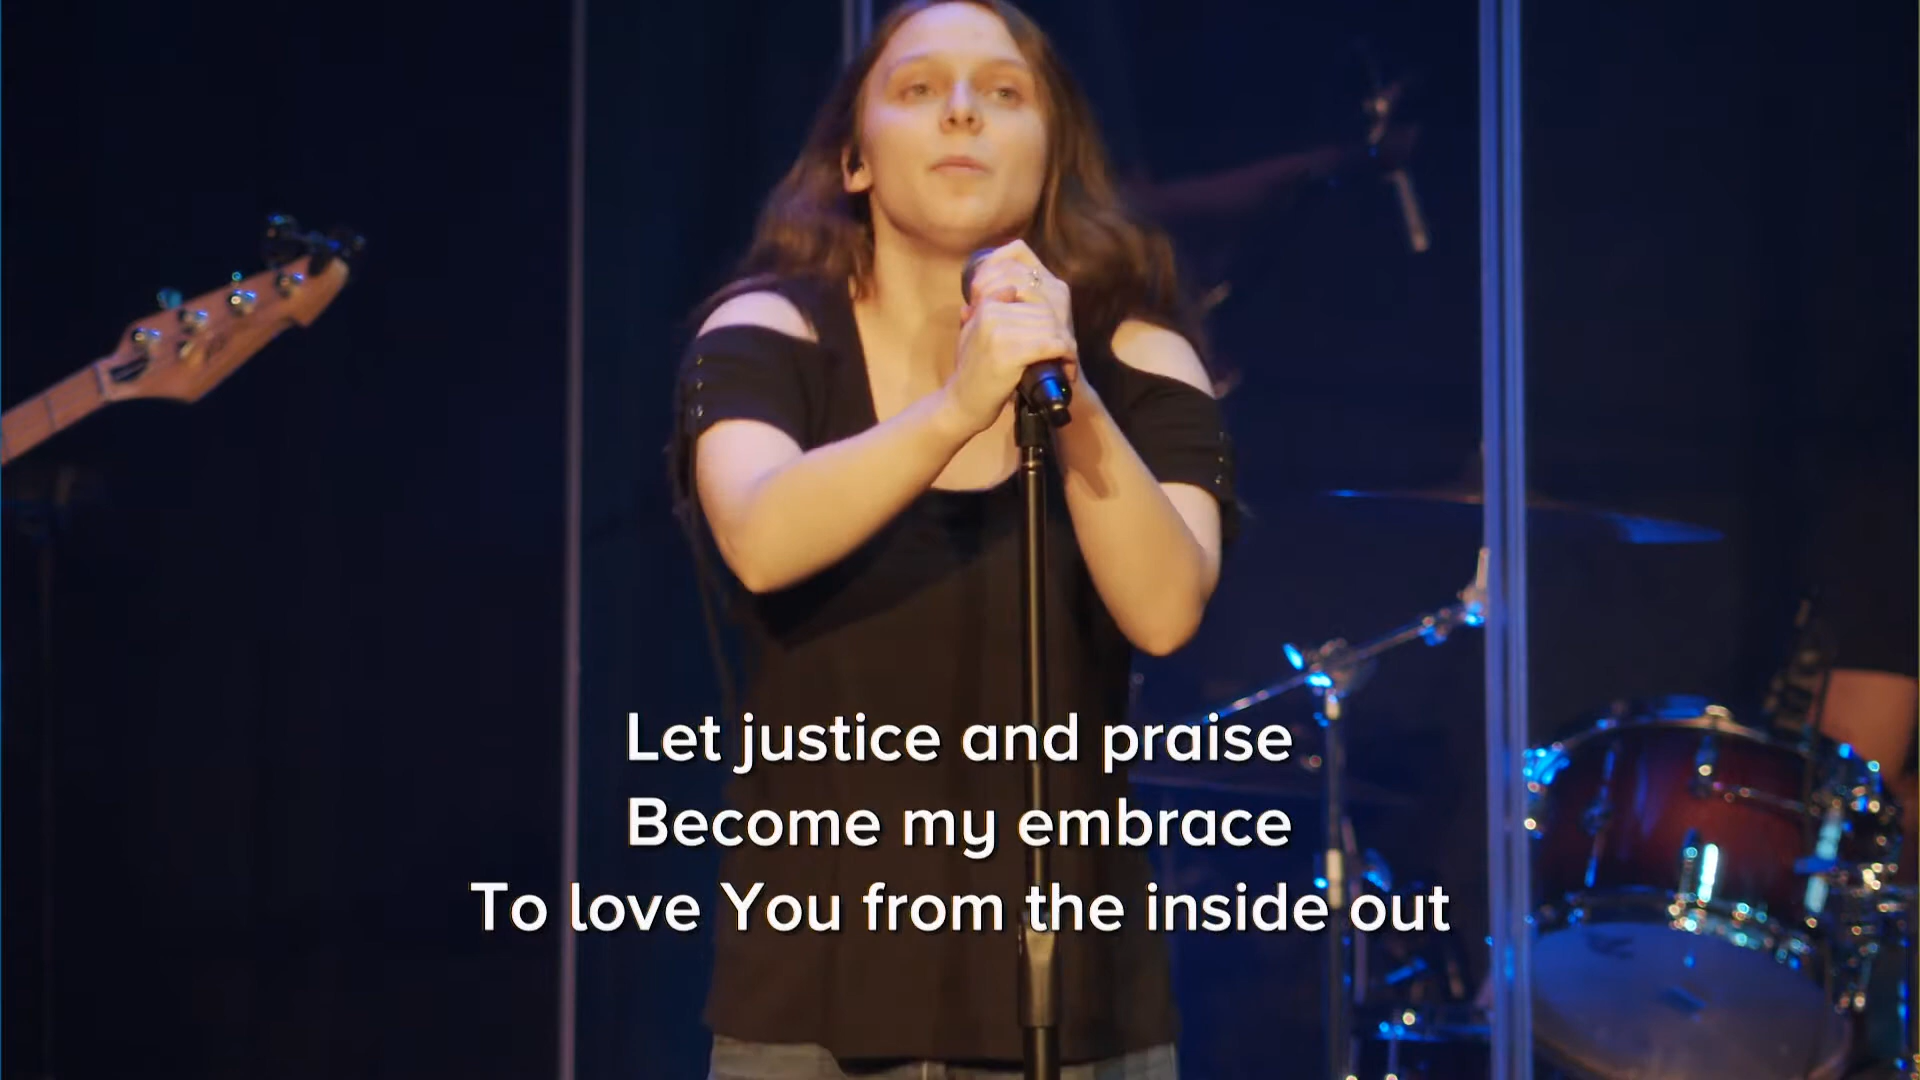 Let justice and praise
Become my embrace
To love You from the inside out